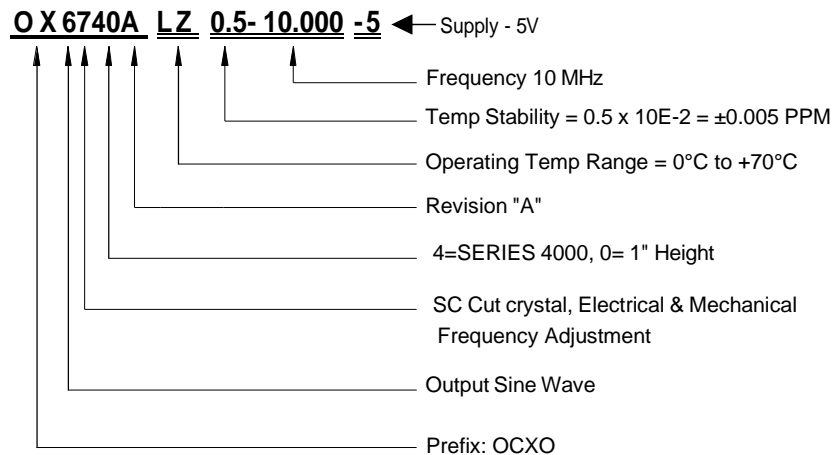 OX6740A LZ 0.5- 10.000 -5 Supply - 5V
Frequency 10 MHz
Temp Stability = 0.5 x 10E-2 = ±0.005 PPM
Operating Temp Range = 0°C to +70°C
Revision "A"
4=SERIES 4000, 0= 1" Height
SC Cut crystal, Electrical & Mechanical
Frequency Adjustment
Output Sine Wave
Prefix: OCXO